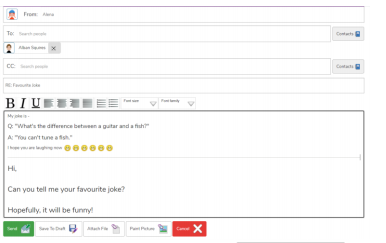 From: Alena
To: Search people
Contacts
Allium Squires X
CC: Search people
Contacts
RE: Favourite joke
B I U Font size Font family
My joke is -
Q: "What's the difference between a guitar and a fish?"
A: "You can't tune a fish."
I hope you are laughing now 😀😀😀😀😀😀
Hi,
Can you tell me your favourite joke?
Hopefully, it will be funny!
Send Save To Draft Attach File Paint Picture Cancel